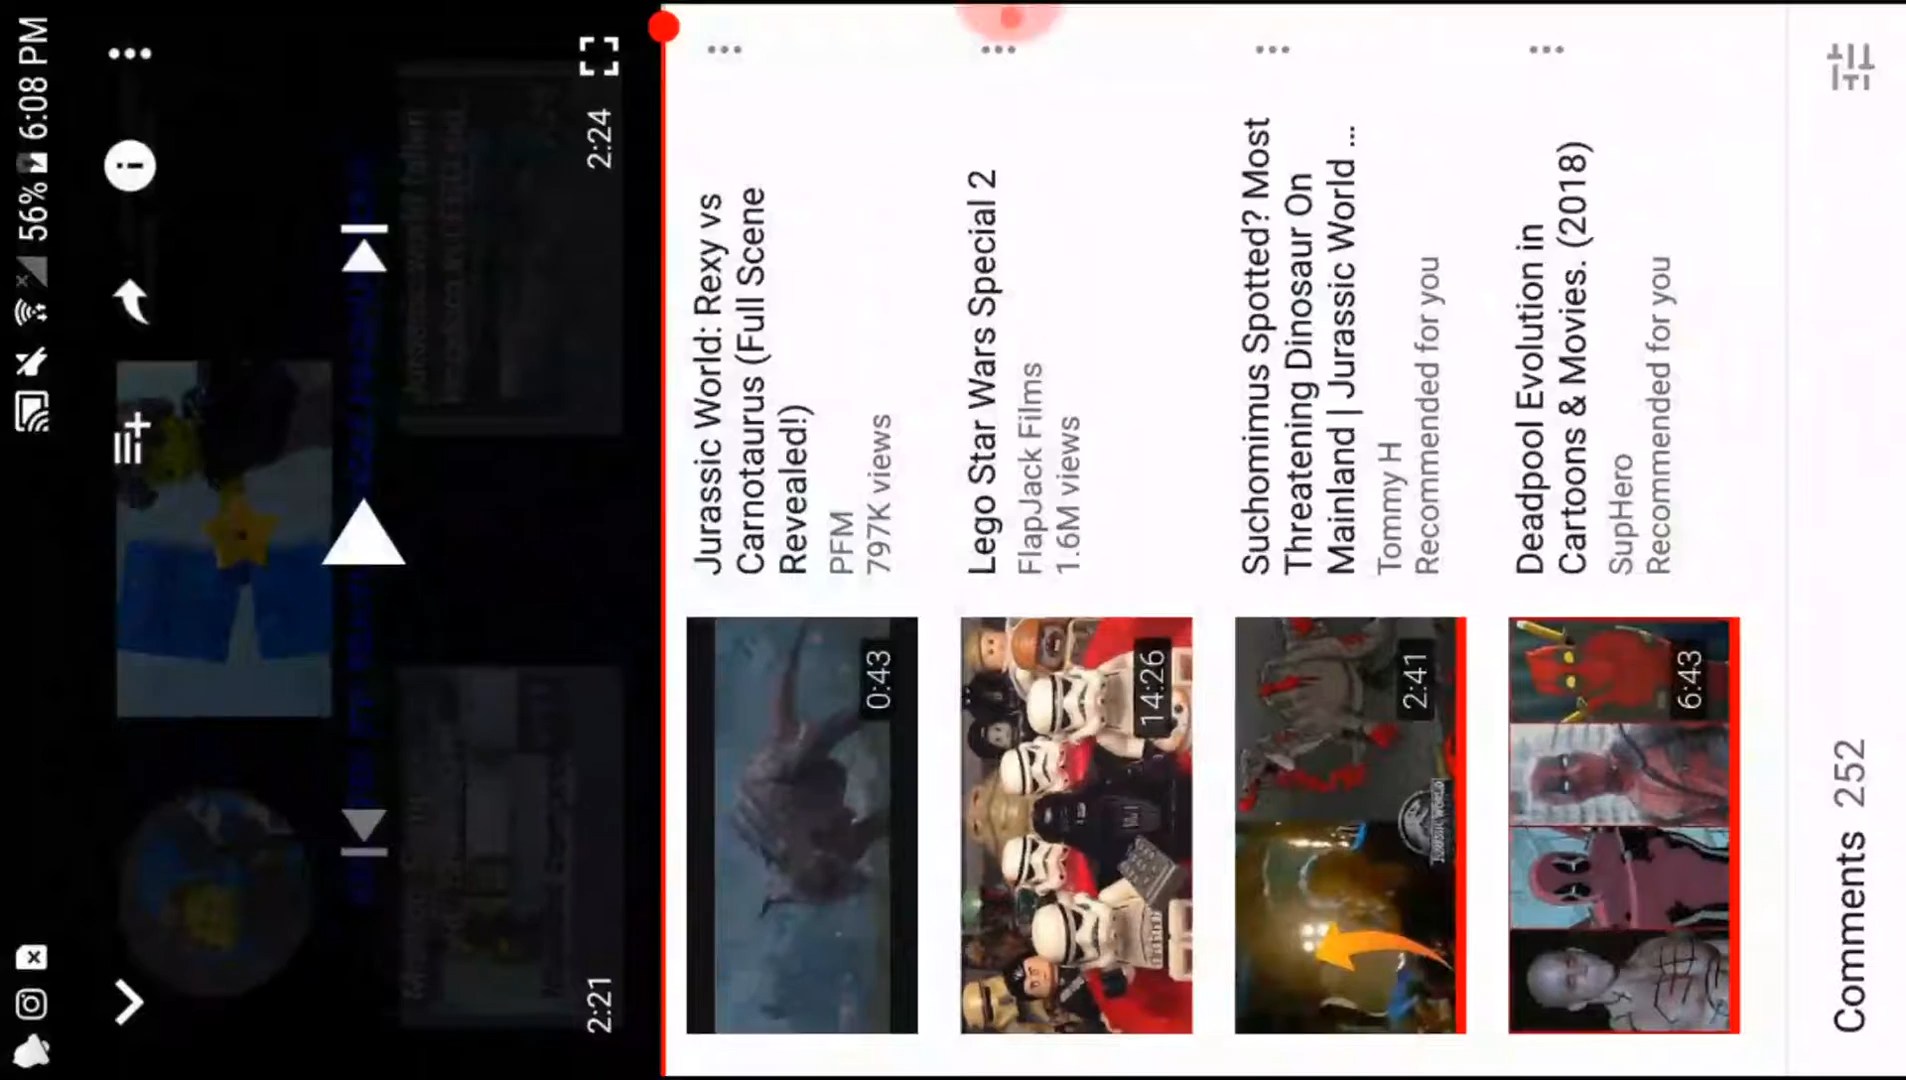 56% 6:08 PM
2:21
2:24
Jurassic World: Rexy vs
Carnotaurus (Full Scene
Revealed!)
PFM
797K views
0:43
Lego Star Wars Special 2
FlapJack Films
1.6M views
14:26
Suchomimus Spotted? Most
Threatening Dinosaur On
Mainland | Jurassic World ...
Tommy H
Recommended for you
2:41
JURASSIC WORLD
Deadpool Evolution in
Cartoons & Movies. (2018)
SupHero
Recommended for you
6:43
Comments 252